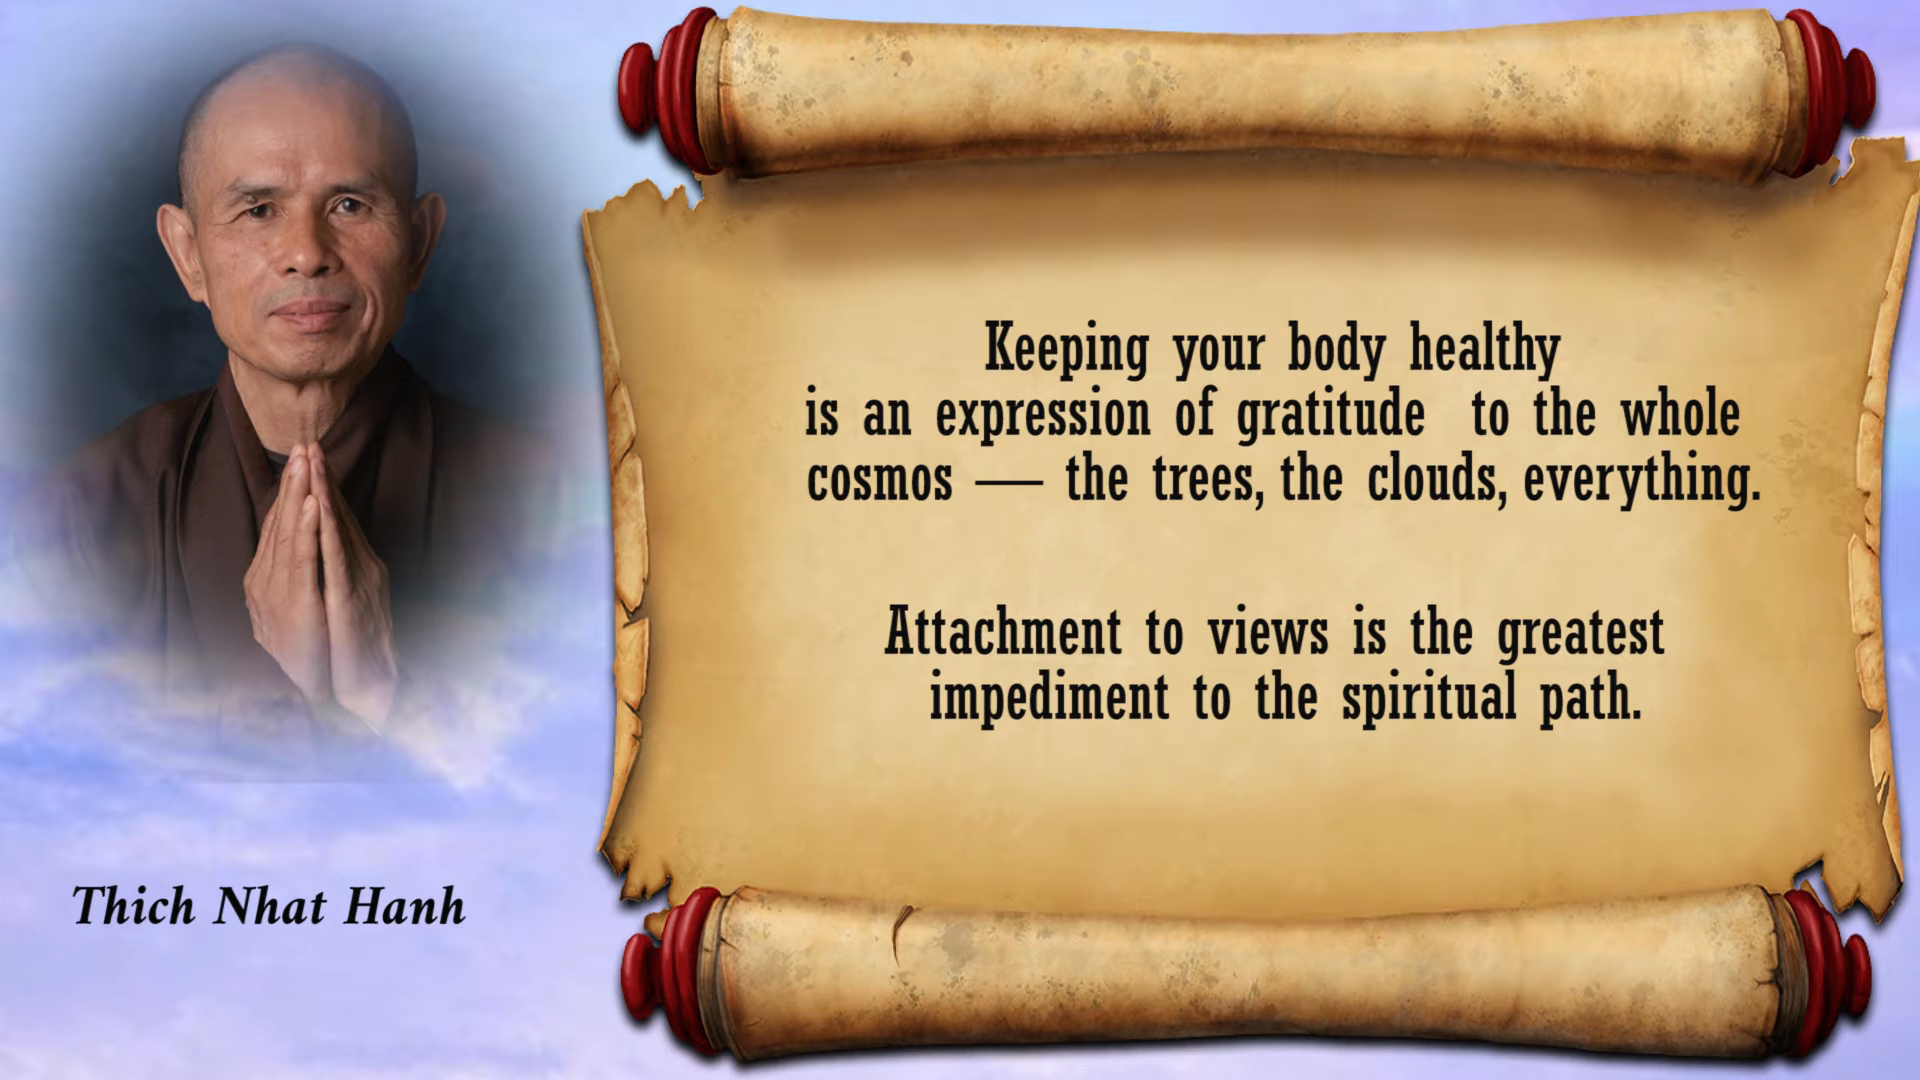 Keeping your body healthy
is an expression of gratitude to the whole
cosmos — the trees, the clouds, everything.
Attachment to views is the greatest
impediment to the spiritual path.
Thich Nhat Hanh